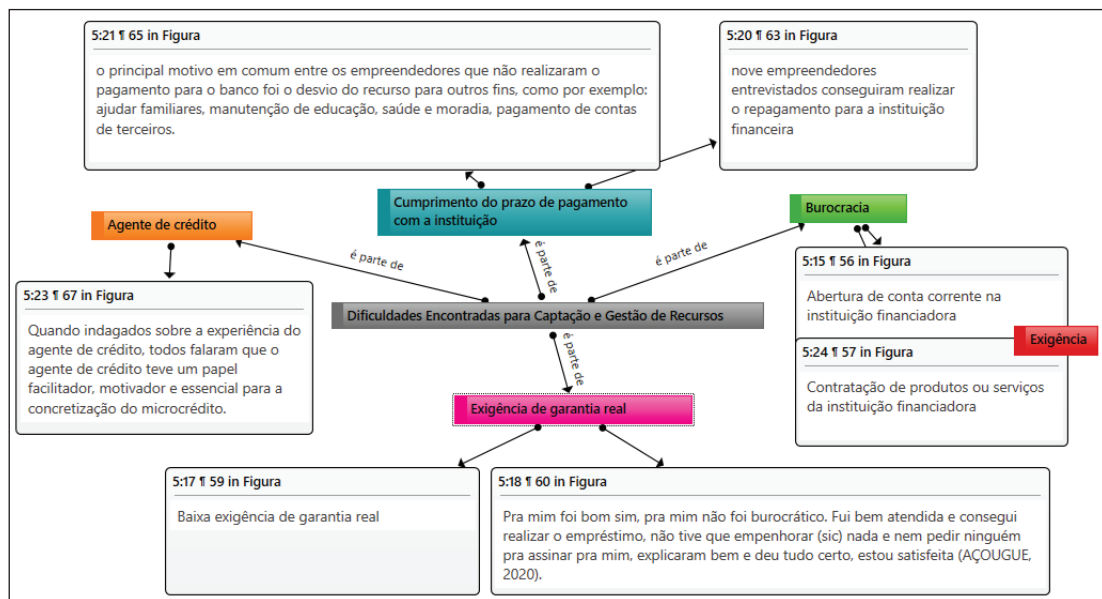 5:21 ¶ 65 in Figura
o principal motivo em comum entre os empreendedores que não realizaram o
pagamento para o banco foi o desvio do recurso para outros fins, como por exemplo:
ajudar familiares, manutenção de educação, saúde e moradia, pagamento de contas
de terceiros.
5:20 ¶ 63 in Figura
nove empreendedores
entrevistados conseguiram realizar
o repagamento para a instituição
financeira
Agente de crédito
Cumprimento do prazo de pagamento
com a instituição
Burocracia
é parte de
é parte de
é parte de
5:23 ¶ 67 in Figura
Quando indagados sobre a experiência do
agente de crédito, todos falaram que o
agente de crédito teve um papel
facilitador, motivador e essencial para a
concretização do microcrédito.
Dificuldades Encontradas para Captação e Gestão de Recursos
5:15 ¶ 56 in Figura
Abertura de conta corrente na
instituição financiadora
Exigência
5:24 ¶ 57 in Figura
Contratação de produtos ou serviços
da instituição financiadora
é parte de
Exigência de garantia real
5:17 ¶ 59 in Figura
Baixa exigência de garantia real
5:18 ¶ 60 in Figura
Pra mim foi bom sim, pra mim não foi burocrático. Fui bem atendida e consegui
realizar o empréstimo, não tive que empenhorar (sic) nada e nem pedir ninguém
pra assinar pra mim, explicaram bem e deu tudo certo, estou satisfeita (AÇOUGUE,
2020).